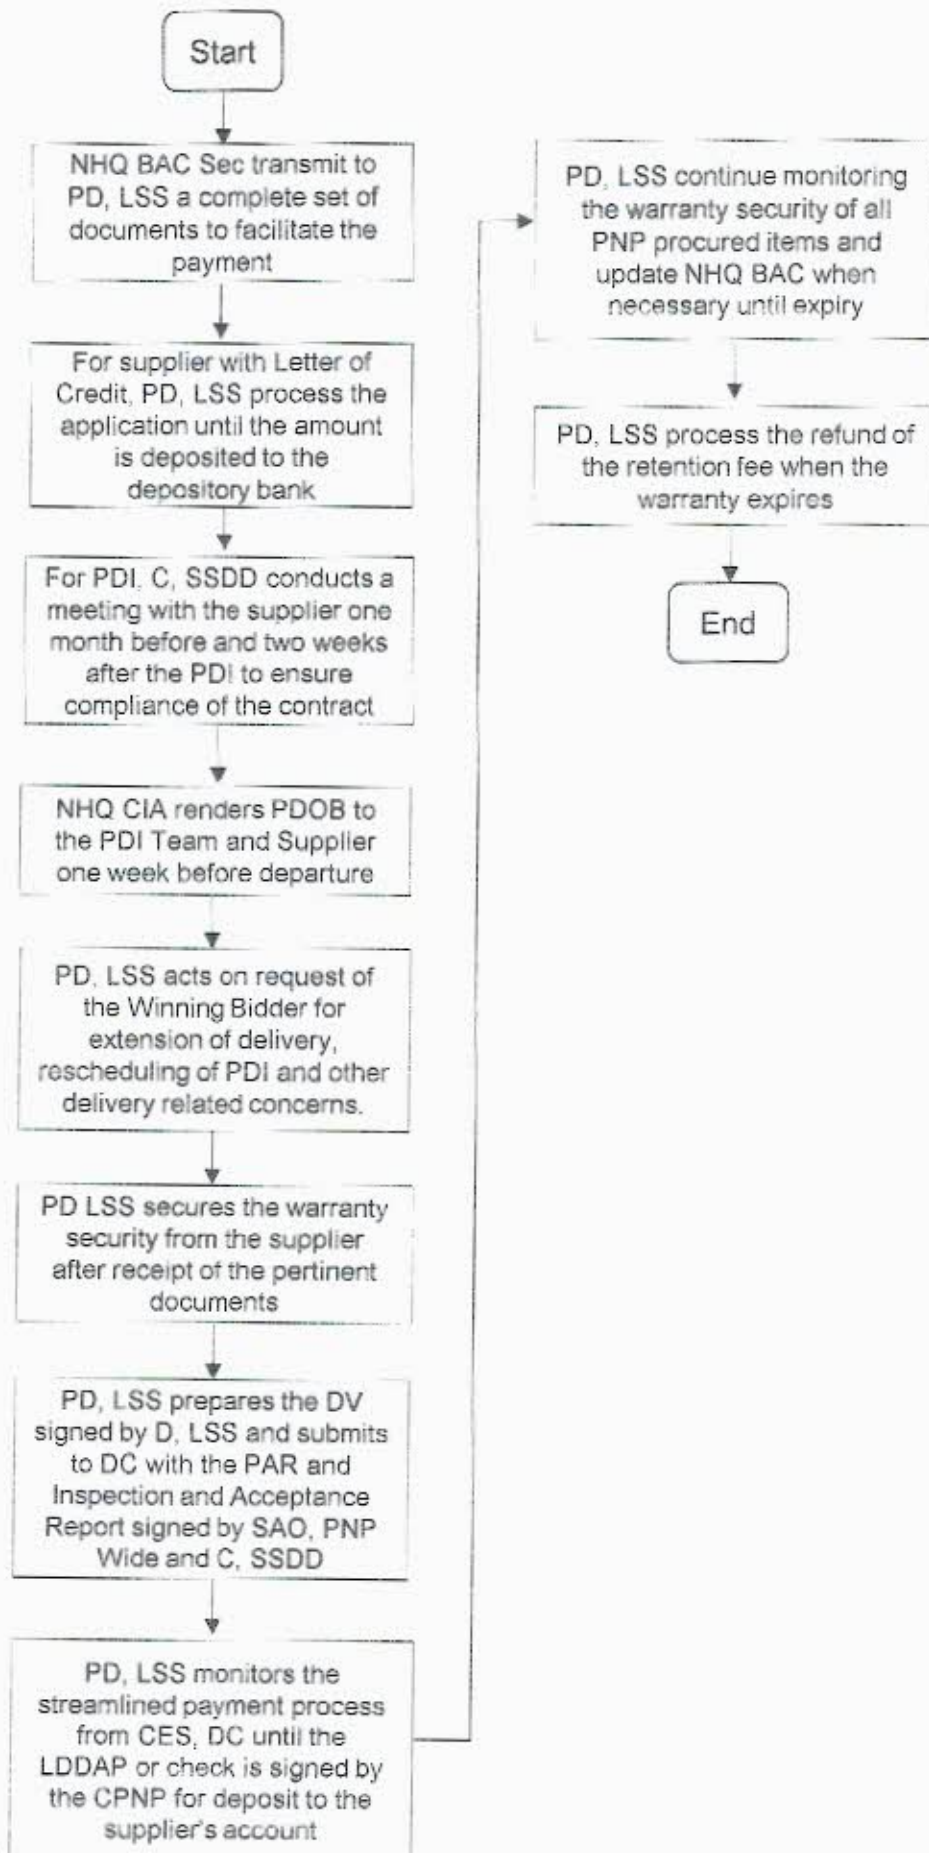 Start
NHQ BAC Sec transmit to
PD, LSS a complete set of
documents to facilitate the
payment
For supplier with Letter of
Credit, PD, LSS process the
application until the amount
is deposited to the
depository bank
For PDI, C, SSDD conducts a
meeting with the supplier one
month before and two weeks
after the PDI to ensure
compliance of the contract
NHQ CIA renders PDOB to
the PDI Team and Supplier
one week before departure
PD, LSS acts on request of
the Winning Bidder for
extension of delivery,
rescheduling of PDI and other
delivery related concerns.
PD LSS secures the warranty
security from the supplier
after receipt of the pertinent
documents
PD, LSS prepares the DV
signed by D, LSS and submits
to DC with the PAR and
Inspection and Acceptance
Report signed by SAO, PNP
Wide and C, SSDD
PD, LSS monitors the
streamlined payment process
from CES, DC until the
LDDAP or check is signed by
the CPNP for deposit to the
supplier's account
PD, LSS continue monitoring
the warranty security of all
PNP procured items and
update NHQ BAC when
necessary until expiry
PD, LSS process the refund of
the retention fee when the
warranty expires
End